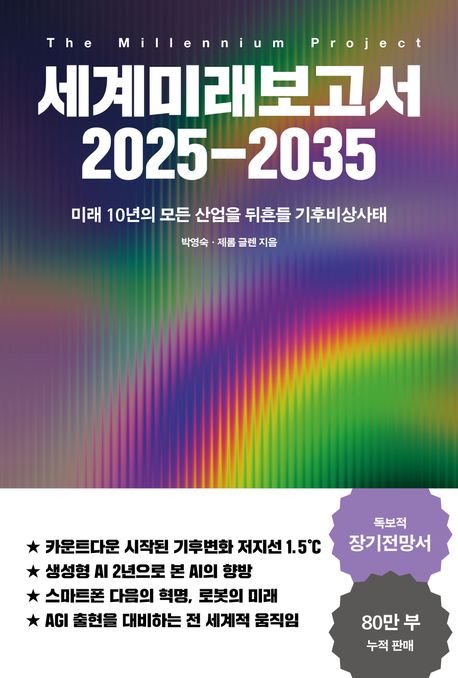 The Millennium Project
세계미래보고서
2025-2035
미래 10년의 모든 산업을 뒤흔들 기후비상사태
박영숙·제롬 글렌 지음
독보적
장기전망서
★ 카운트다운 시작된 기후변화 저지선 1.5℃
★ 생성형 AI 2년으로 본 AI의 향방
★ 스마트폰 다음의 혁명, 로봇의 미래
★ AGI 출현을 대비하는 전 세계적 움직임
80만 부
누적 판매